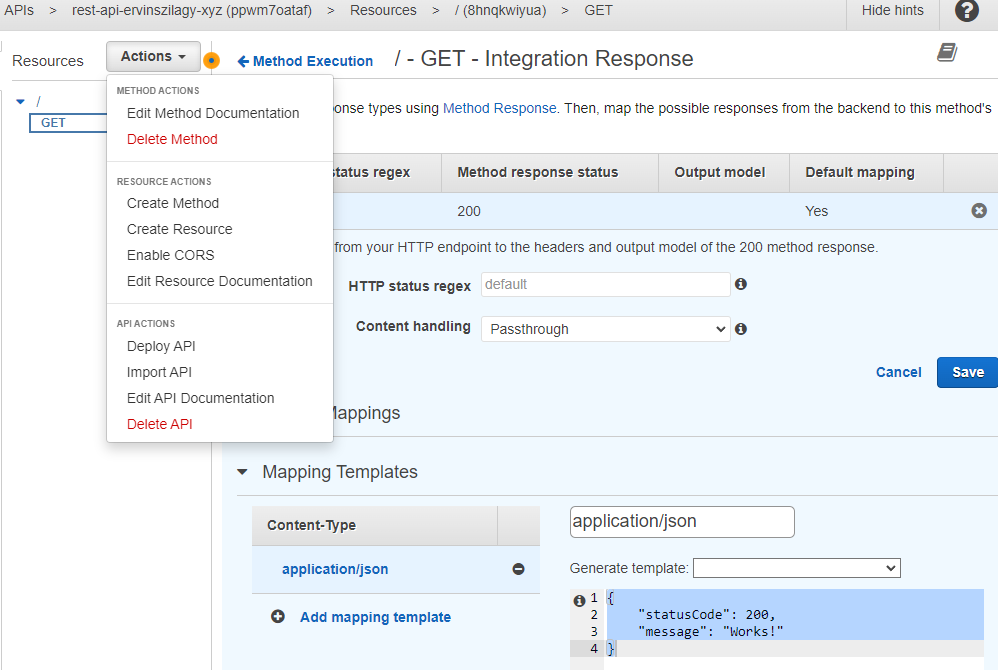 APIs > rest-api-ervinszilagy-xyz (ppwm7oataf) > Resources > / (8hnqkwiyua) > GET Hide hints ?
Resources Actions Method Execution / - GET - Integration Response
/
GET
METHOD ACTIONS
Edit Method Documentation
Delete Method
RESOURCE ACTIONS
Create Method
Create Resource
Enable CORS
Edit Resource Documentation
API ACTIONS
Deploy API
Import API
Edit API Documentation
Delete API
types using Method Response. Then, map the possible responses from the backend to this method's
status regex Method response status Output model Default mapping
200 Yes
from your HTTP endpoint to the headers and output model of the 200 method response.
HTTP status regex default
Content handling Passthrough
Cancel Save
Mappings
Mapping Templates
Content-Type
application/json
Add mapping template
application/json
Generate template:
1 {
2 "statusCode": 200,
3 "message": "Works!"
4 }